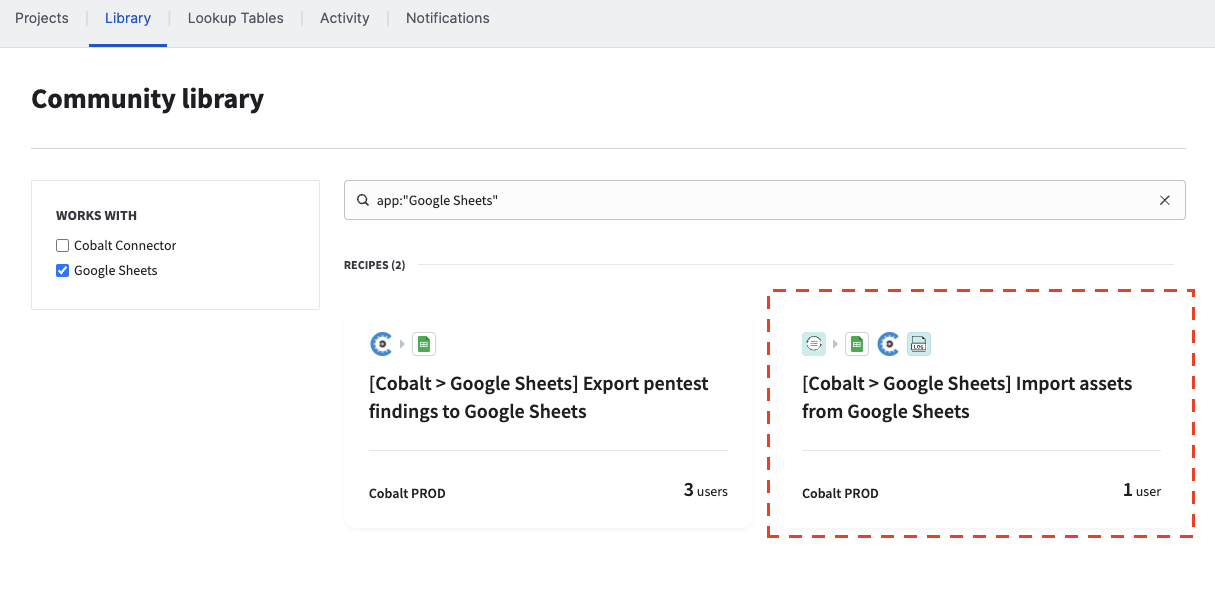 Projects
Library
Lookup Tables
Activity
Notifications
Community library
WORKS WITH
Cobalt Connector
Google Sheets
app:"Google Sheets"
RECIPES (2)
[Cobalt > Google Sheets] Export pentest
findings to Google Sheets
Cobalt PROD
3 users
LOG
[Cobalt > Google Sheets] Import assets
from Google Sheets
Cobalt PROD
1 user